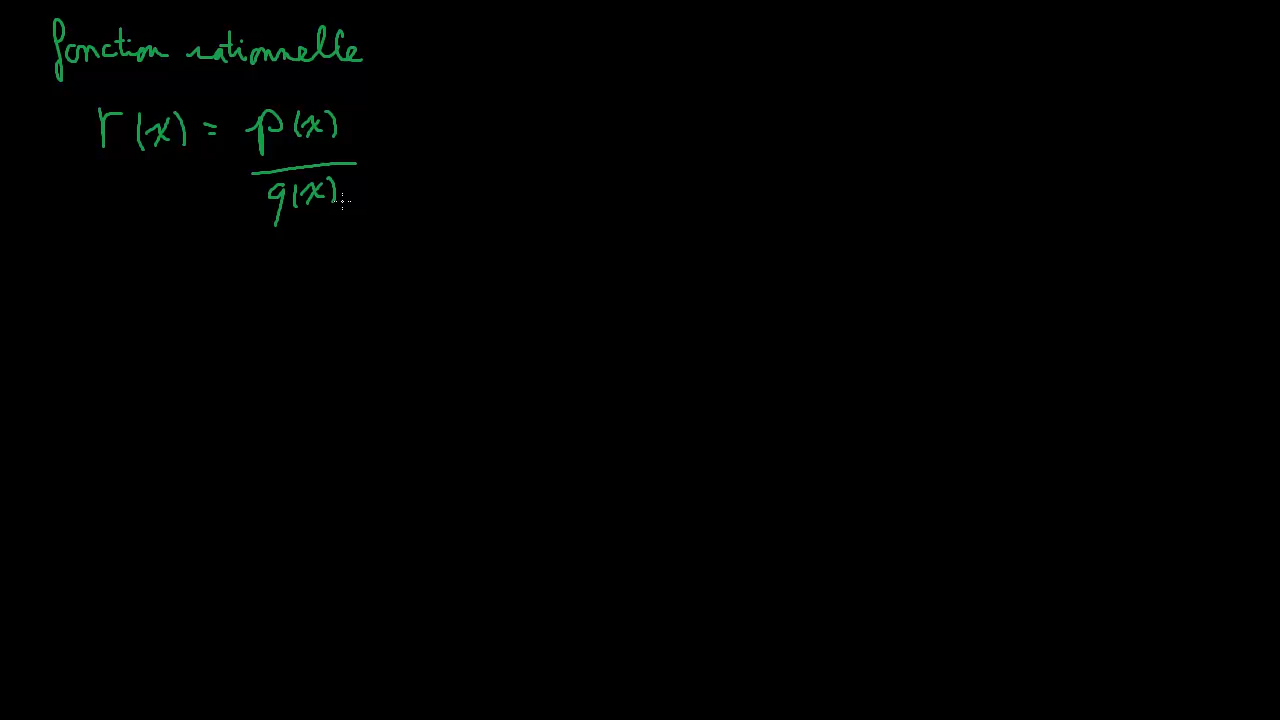 fonction rationnelle
r(x) = p(x)
q(x)